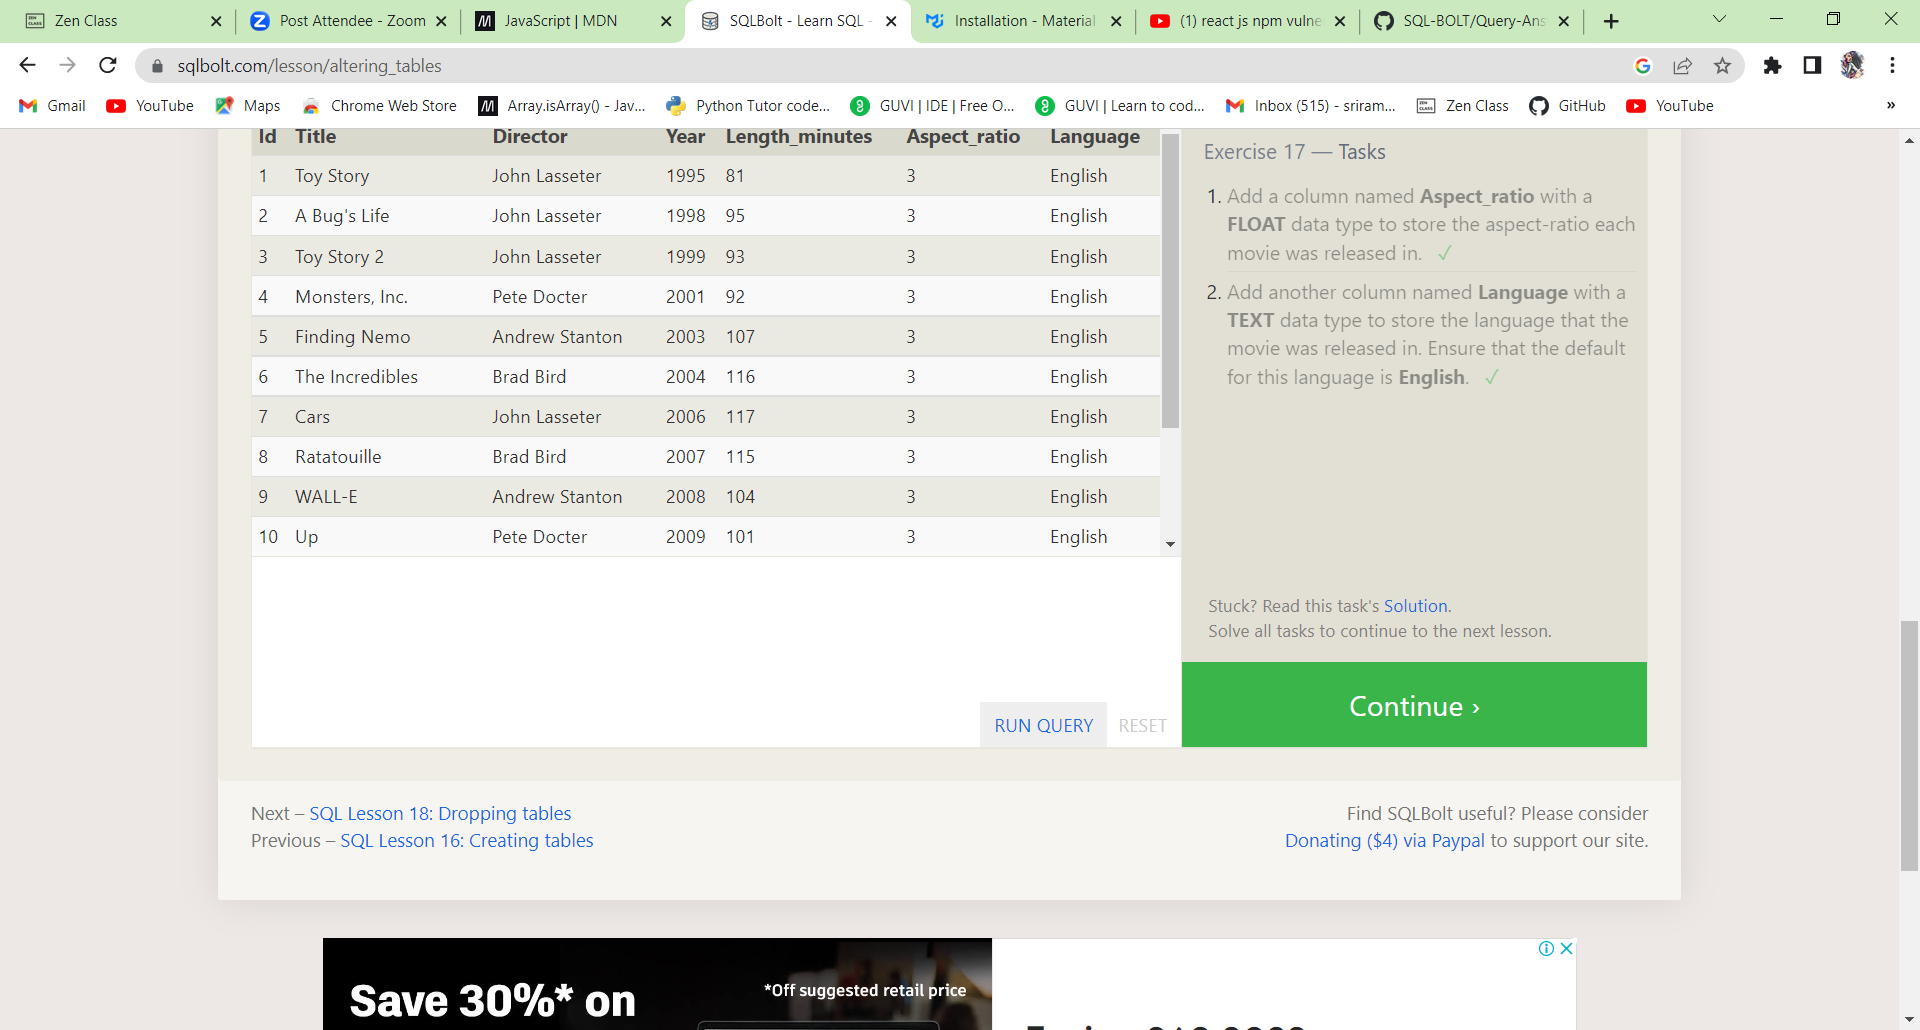 Zen Class
Post Attendee - Zoom
JavaScript | MDN
SQLBolt - Learn SQL -
Installation - Material
(1) react js npm vulne
SQL-BOLT/Query-Ans
sqlbolt.com/lesson/altering_tables
Gmail
YouTube
Maps
Chrome Web Store
Array.isArray() - Jav...
Python Tutor code...
GUVI | IDE | Free O...
GUVI | Learn to cod...
Inbox (515) - sriram...
Zen Class
GitHub
YouTube
»
Id Title Director Year Length_minutes Aspect_ratio Language
1 Toy Story John Lasseter 1995 81 3 English
2 A Bug's Life John Lasseter 1998 95 3 English
3 Toy Story 2 John Lasseter 1999 93 3 English
4 Monsters, Inc. Pete Docter 2001 92 3 English
5 Finding Nemo Andrew Stanton 2003 107 3 English
6 The Incredibles Brad Bird 2004 116 3 English
7 Cars John Lasseter 2006 117 3 English
8 Ratatouille Brad Bird 2007 115 3 English
9 WALL-E Andrew Stanton 2008 104 3 English
10 Up Pete Docter 2009 101 3 English
RUN QUERY
RESET
Exercise 17 — Tasks
1. Add a column named Aspect_ratio with a
FLOAT data type to store the aspect-ratio each
movie was released in. ✓
2. Add another column named Language with a
TEXT data type to store the language that the
movie was released in. Ensure that the default
for this language is English. ✓
Stuck? Read this task's Solution.
Solve all tasks to continue to the next lesson.
Continue ›
Next – SQL Lesson 18: Dropping tables
Previous – SQL Lesson 16: Creating tables
Find SQLBolt useful? Please consider
Donating ($4) via Paypal to support our site.
Save 30%* on
*Off suggested retail price